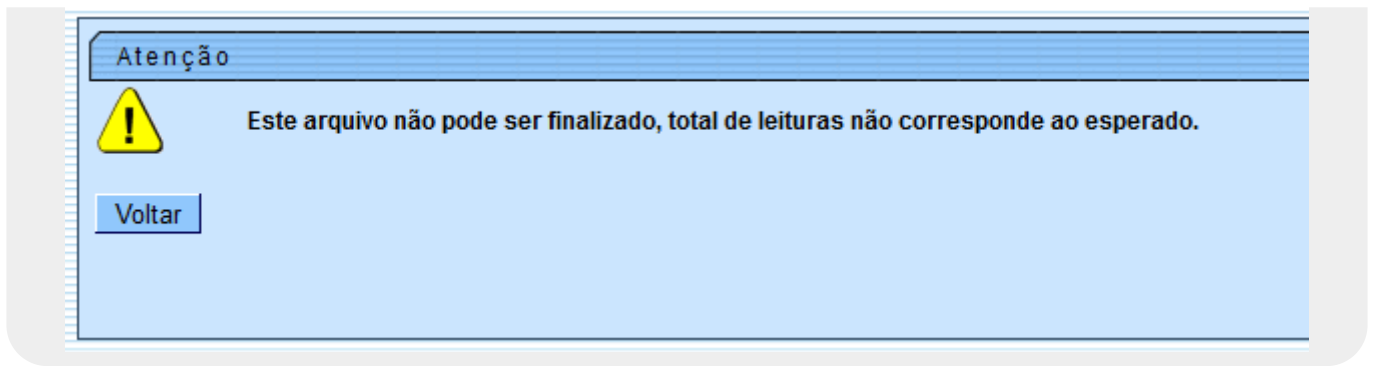 Atenção
Este arquivo não pode ser finalizado, total de leituras não corresponde ao esperado.
Voltar